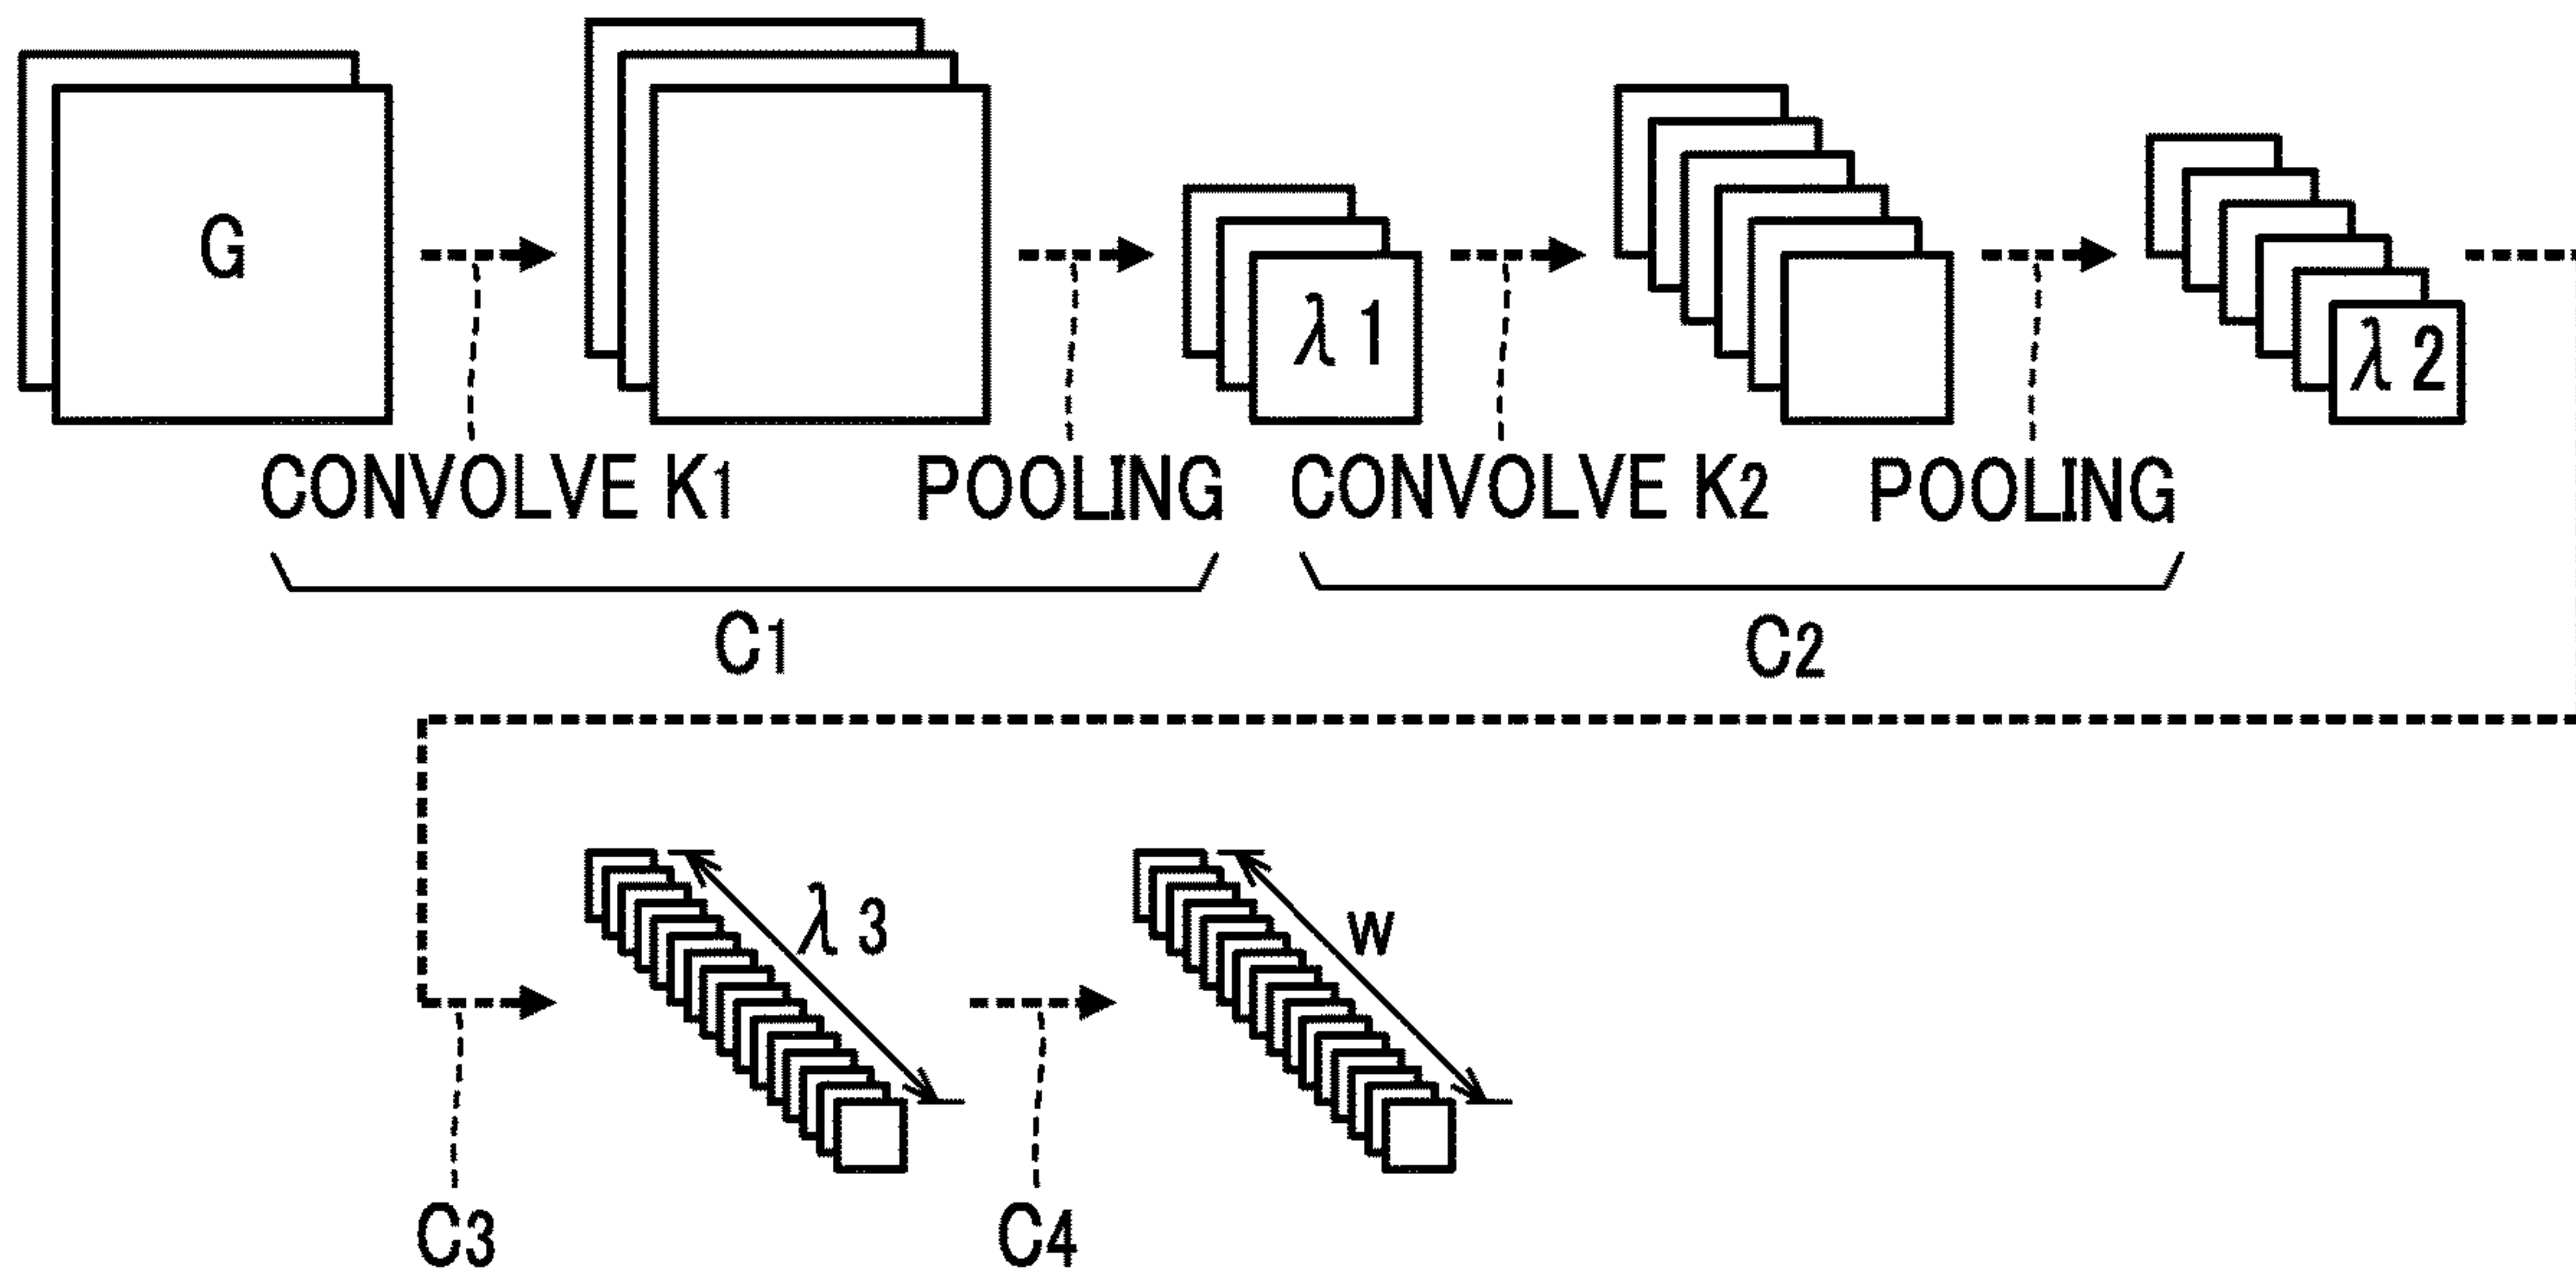 G
λ1
λ2
CONVOLVE K1
POOLING
CONVOLVE K2
POOLING
C1
C2
λ3
w
C3
C4